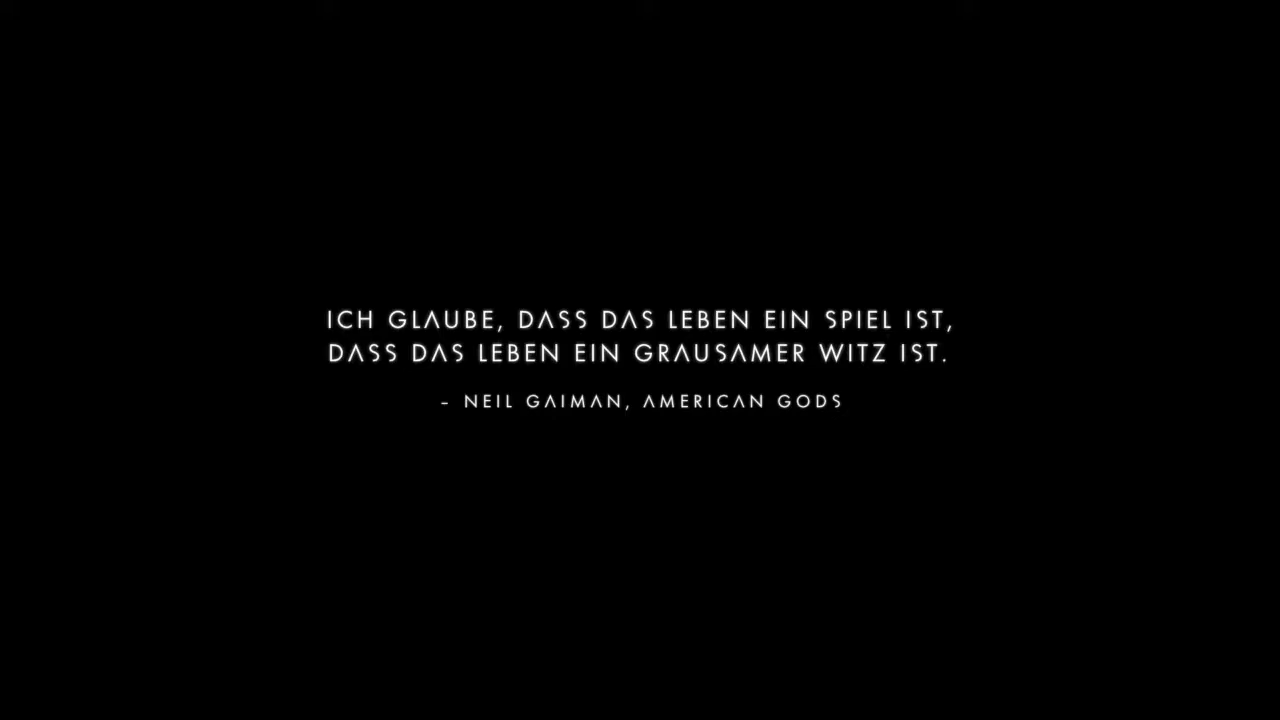 ICH GLAUBE, DASS DAS LEBEN EIN SPIEL IST,
DASS DAS LEBEN EIN GRAUSAMER WITZ IST.
- NEIL GAIMAN, AMERICAN GODS